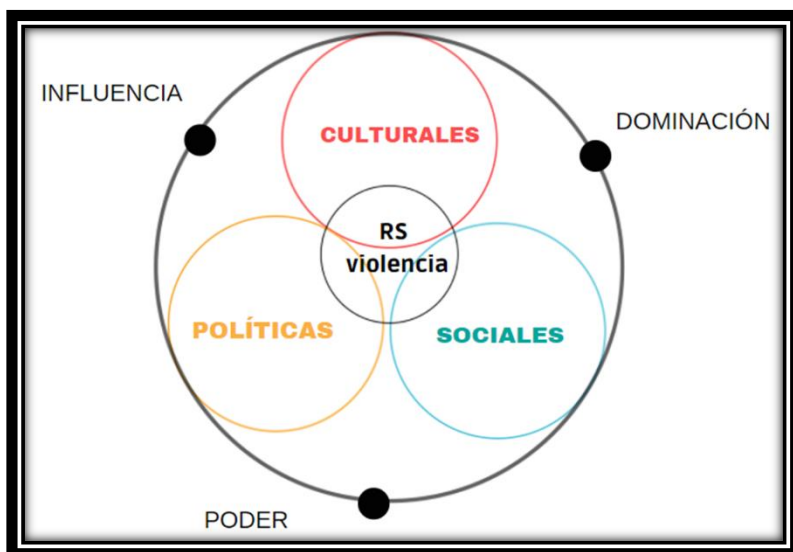 INFLUENCIA
DOMINACIÓN
CULTURALES
RS
violencia
POLÍTICAS
SOCIALES
PODER